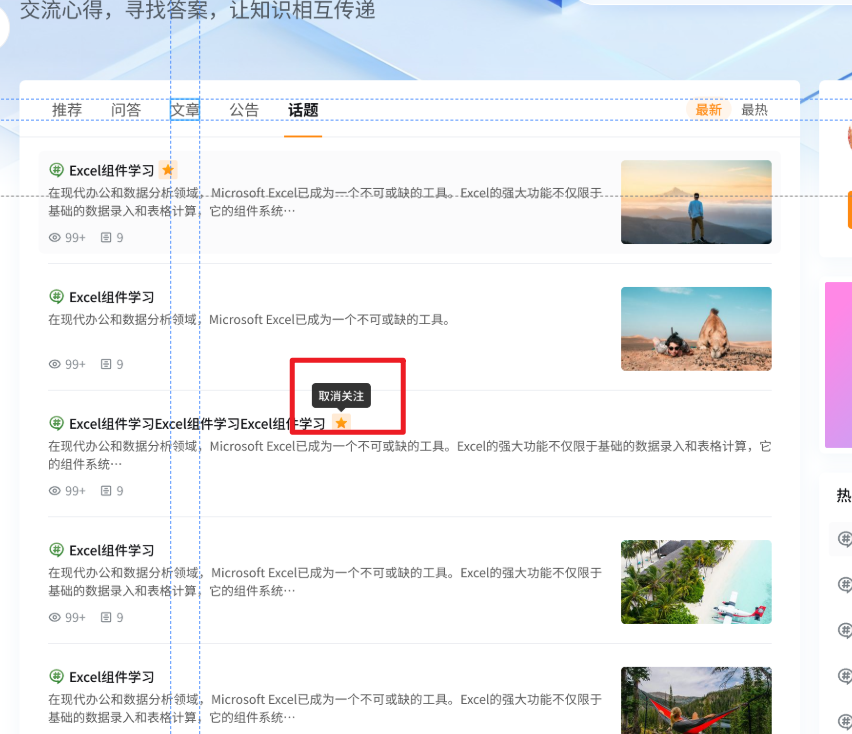 交流心得，寻找答案，让知识相互传递
推荐 问答 文章 公告 话题 最新 最热
Excel组件学习
在现代办公和数据分析领域，Microsoft Excel已成为一个不可或缺的工具。Excel的强大功能不仅限于
基础的数据录入和表格计算，它的组件系统…
99+ 9
Excel组件学习
在现代办公和数据分析领域，Microsoft Excel已成为一个不可或缺的工具。
99+ 9
取消关注
Excel组件学习Excel组件学习Excel组件学习
在现代办公和数据分析领域，Microsoft Excel已成为一个不可或缺的工具。Excel的强大功能不仅限于基础的数据录入和表格计算，它
的组件系统…
99+ 9
热
Excel组件学习
在现代办公和数据分析领域，Microsoft Excel已成为一个不可或缺的工具。Excel的强大功能不仅限于
基础的数据录入和表格计算，它的组件系统…
99+ 9
Excel组件学习
在现代办公和数据分析领域，Microsoft Excel已成为一个不可或缺的工具。Excel的强大功能不仅限于
基础的数据录入和表格计算，它的组件系统…